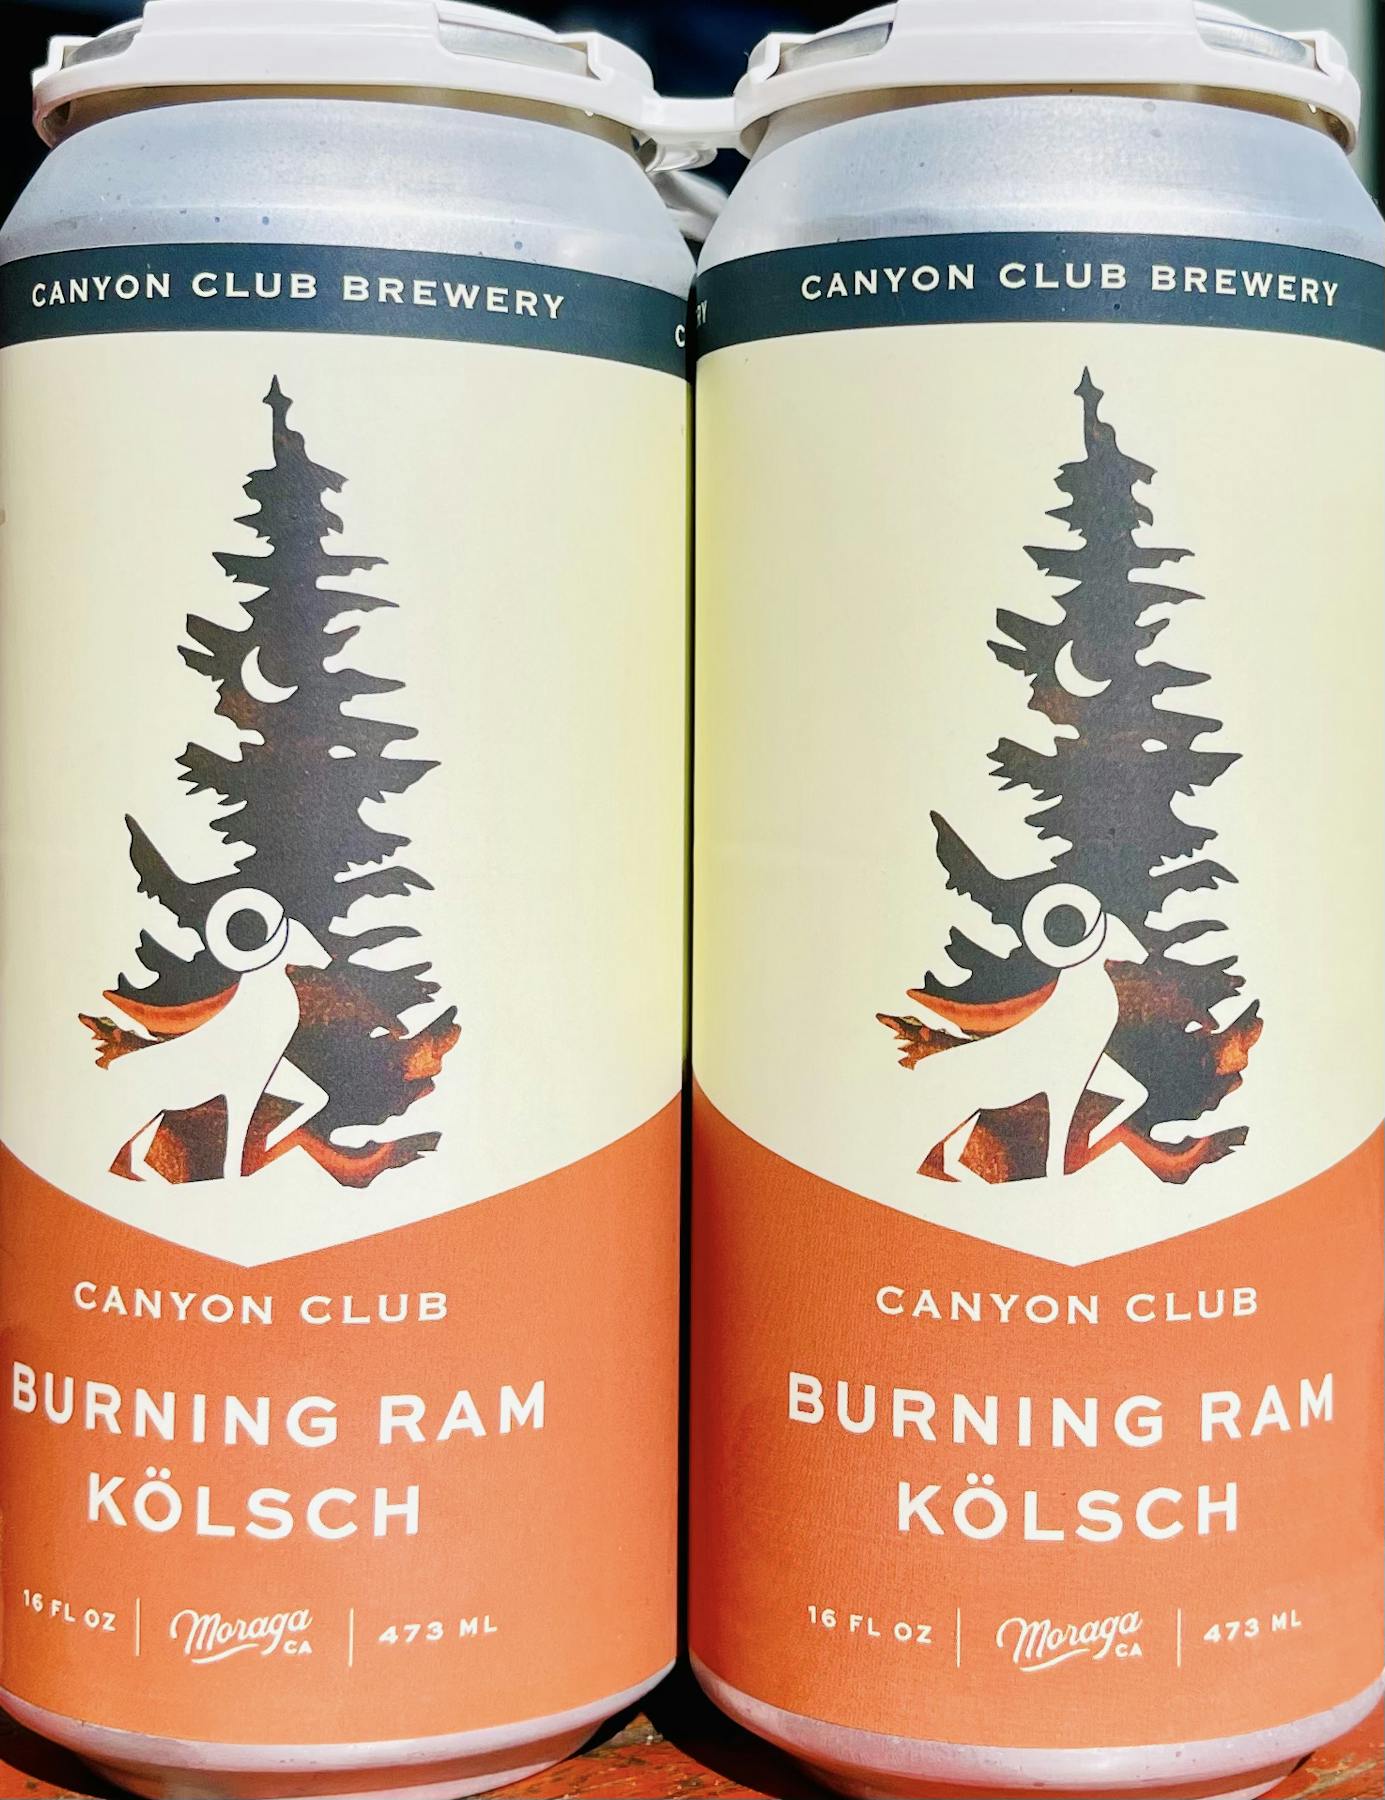 CANYON CLUB BREWERY
CANYON CLUB
BURNING RAM
KÖLSCH
16 FL OZ | Moraga CA | 473 ML
CANYON CLUB BREWERY
CANYON CLUB
BURNING RAM
KÖLSCH
16 FL OZ | Moraga CA | 473 ML